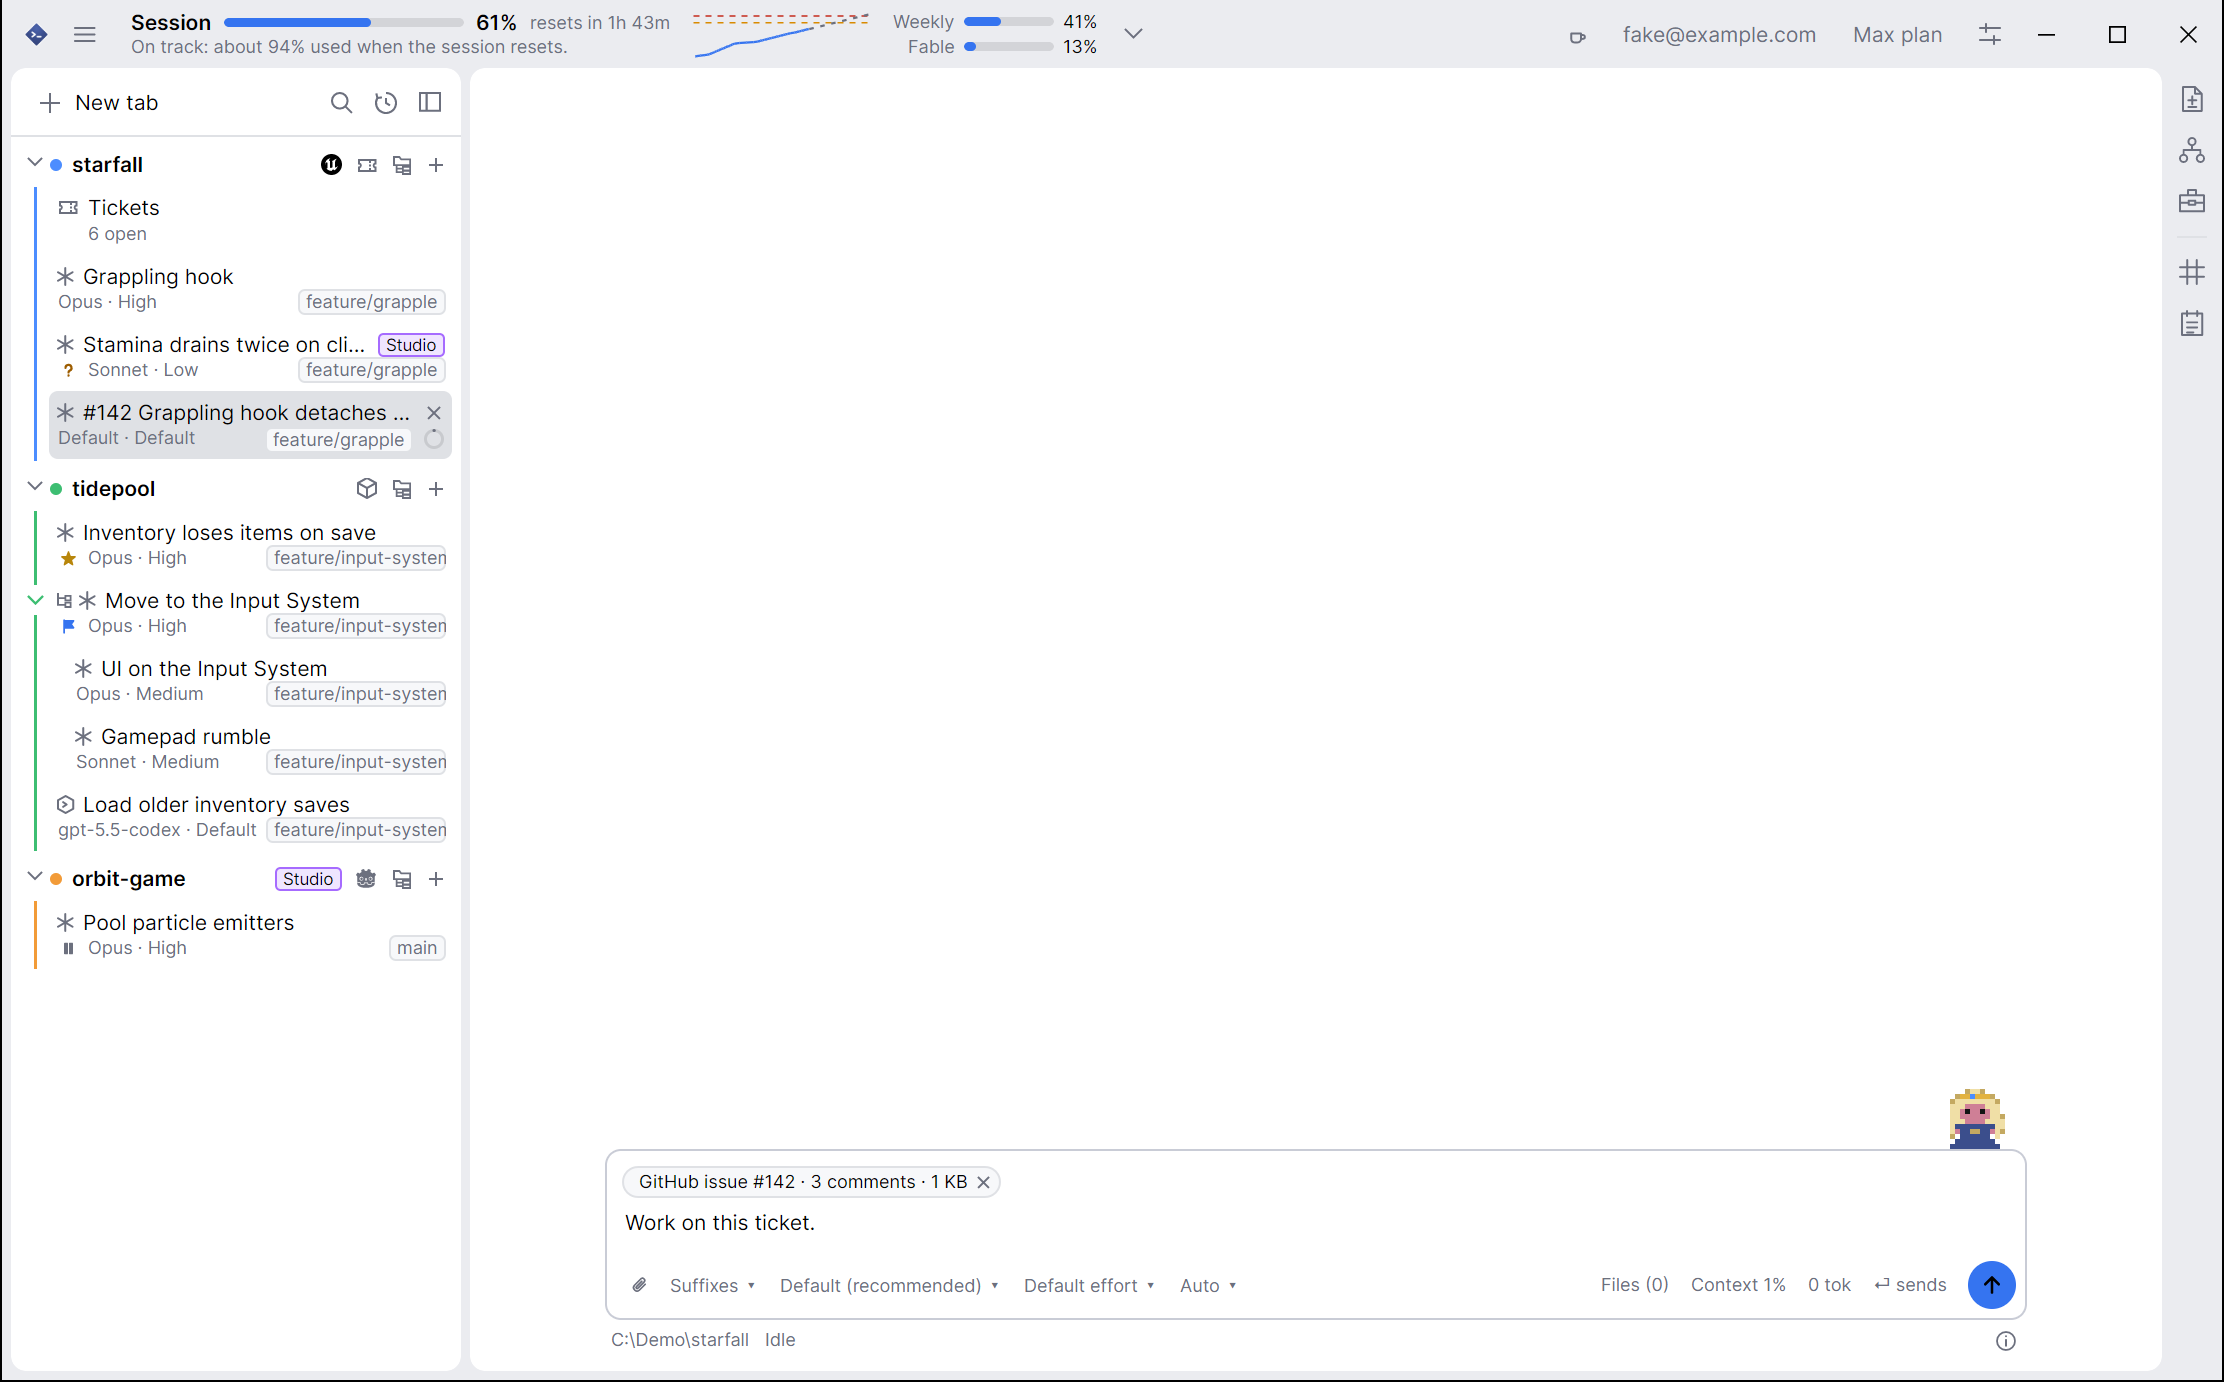 Session 61% resets in 1h 43m
On track: about 94% used when the session resets.
Weekly 41%
Fable 13%
fake@example.com Max plan
New tab
starfall
Tickets
6 open
Grappling hook
Opus · High feature/grapple
Stamina drains twice on cli... Studio
? Sonnet · Low feature/grapple
#142 Grappling hook detaches ...
Default · Default feature/grapple
tidepool
Inventory loses items on save
Opus · High feature/input-system
Move to the Input System
Opus · High feature/input-system
UI on the Input System
Opus · Medium feature/input-system
Gamepad rumble
Sonnet · Medium feature/input-system
Load older inventory saves
gpt-5.5-codex · Default feature/input-system
orbit-game Studio
Pool particle emitters
Opus · High main
GitHub issue #142 · 3 comments · 1 KB
Work on this ticket.
Suffixes Default (recommended) Default effort Auto Files (0) Context 1% 0 tok ⏎ sends
C:\Demo\starfall Idle